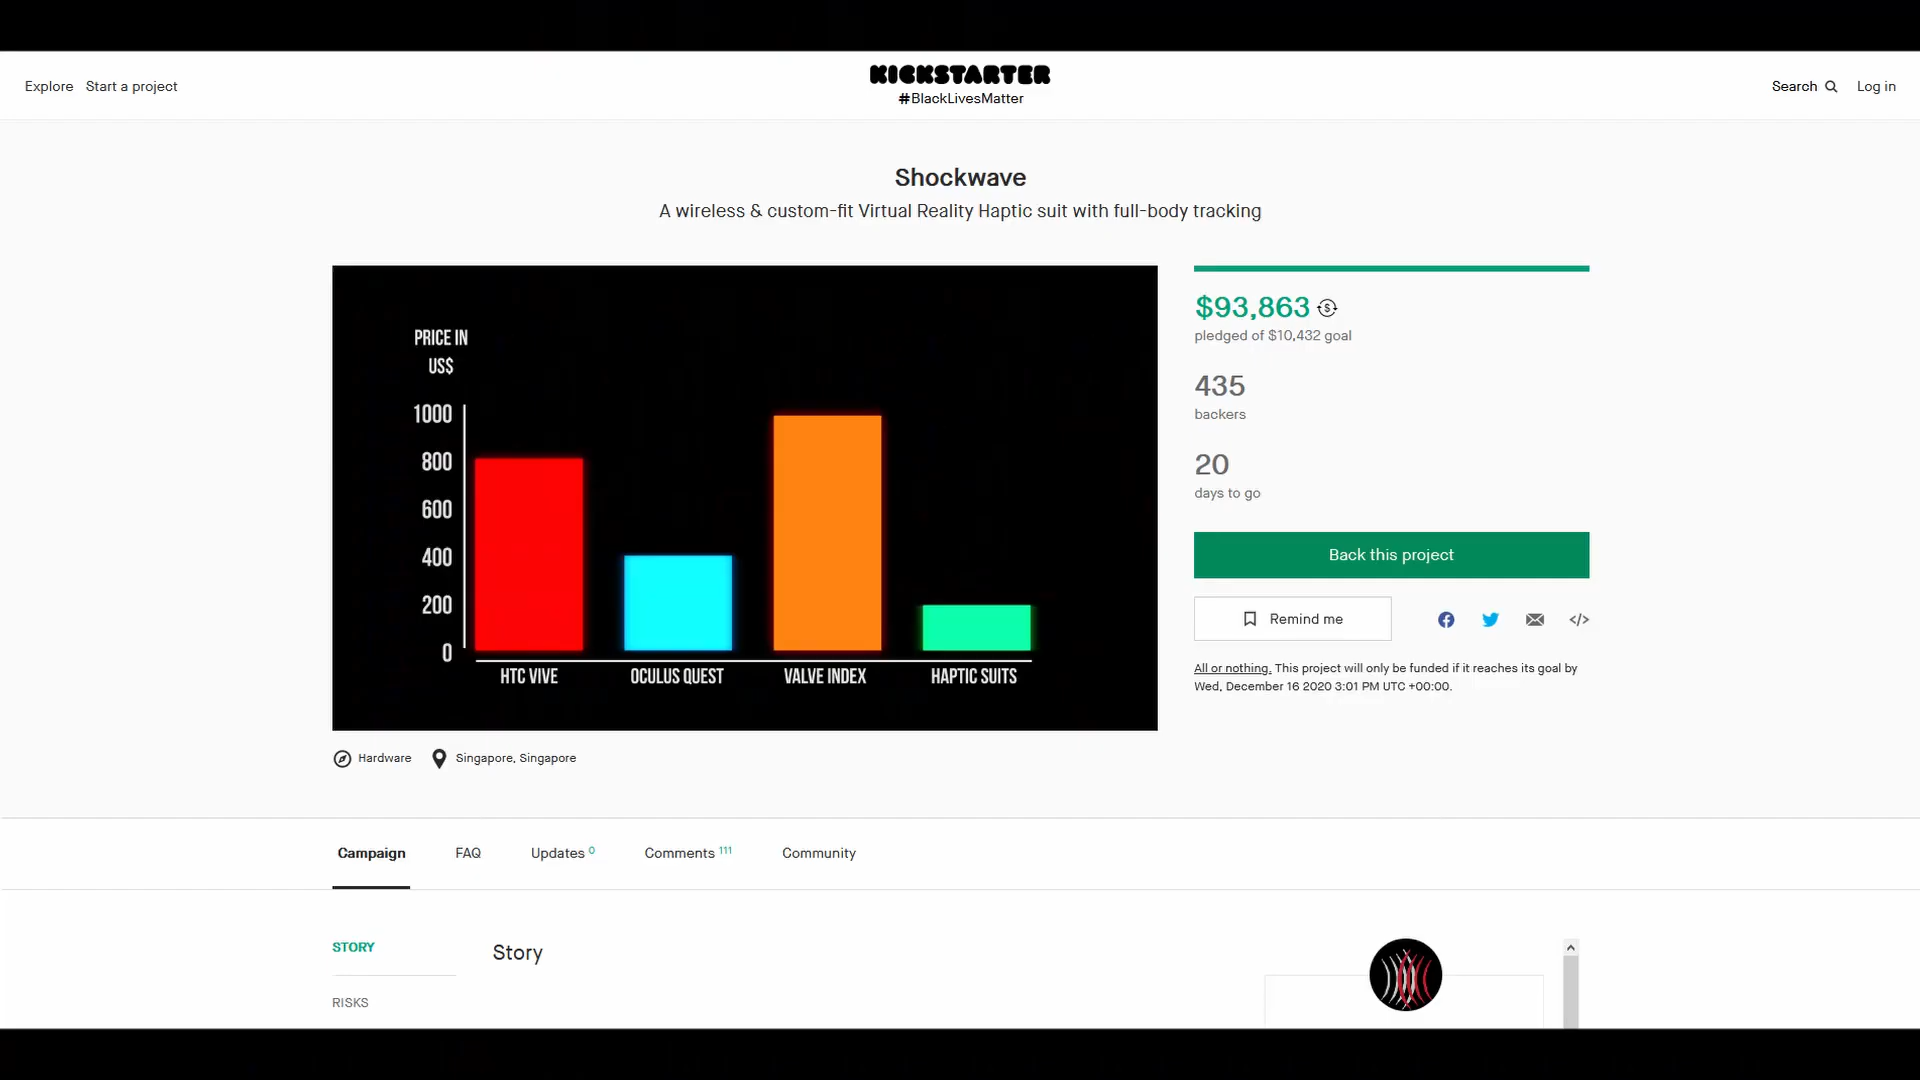 Explore Start a project
KICKSTARTER
#BlackLivesMatter
Search Log in
Shockwave
A wireless & custom-fit Virtual Reality Haptic suit with full-body tracking
PRICE IN
US$
1000
800
600
400
200
0
HTC VIVE OCULUS QUEST VALVE INDEX HAPTIC SUITS
$93,863
pledged of $10,432 goal
435
backers
20
days to go
Back this project
Remind me
All or nothing. This project will only be funded if it reaches its goal by
Wed, December 16 2020 3:01 PM UTC +00:00.
Hardware Singapore, Singapore
Campaign FAQ Updates 0 Comments 111 Community
STORY
Story
RISKS